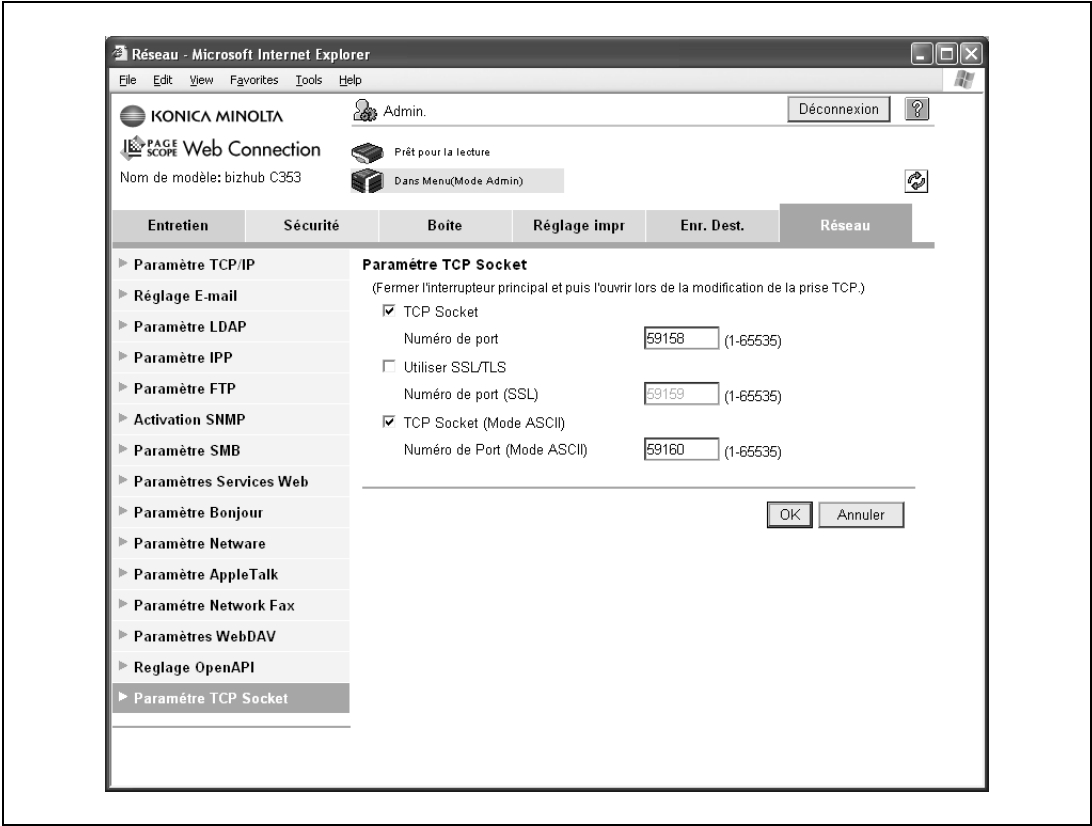 Réseau - Microsoft Internet Explorer
File Edit View Favorites Tools Help
KONICA MINOLTA
Admin.
Déconnexion
?
PAGE SCOPE Web Connection
Prêt pour la lecture
Nom de modèle: bizhub C353
Dans Menu(Mode Admin)
Entretien Sécurité Boîte Réglage impr Enr. Dest. Réseau
Paramètre TCP/IP
Réglage E-mail
Paramètre LDAP
Paramètre IPP
Paramètre FTP
Activation SNMP
Paramètre SMB
Paramètres Services Web
Paramètre Bonjour
Paramètre Netware
Paramètre AppleTalk
Paramétre Network Fax
Paramètres WebDAV
Reglage OpenAPI
Paramétre TCP Socket
Paramétre TCP Socket
(Fermer l'interrupteur principal et puis l'ouvrir lors de la modification de la prise TCP.)
TCP Socket
Numéro de port 59158 (1-65535)
Utiliser SSL/TLS
Numéro de port (SSL) 59159 (1-65535)
TCP Socket (Mode ASCII)
Numéro de Port (Mode ASCII) 59160 (1-65535)
OK Annuler